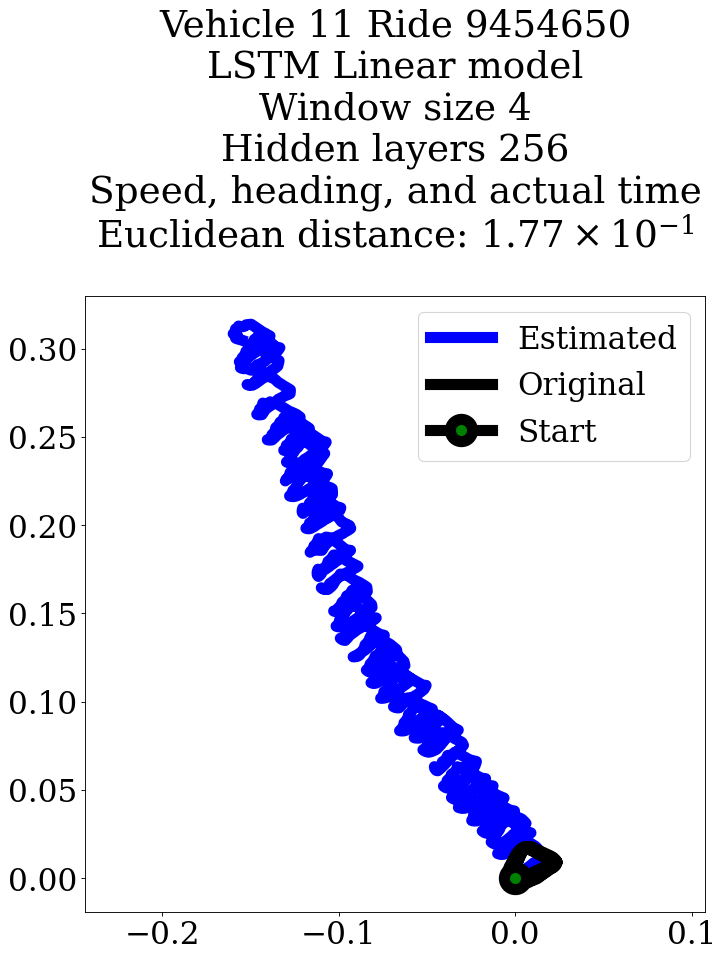 Vehicle 11 Ride 9454650
LSTM Linear model
Window size 4
Hidden layers 256
Speed, heading, and actual time
Euclidean distance: 1.77 × 10⁻¹
Estimated
Original
Start
0.30
0.25
0.20
0.15
0.10
0.05
0.00
−0.2 −0.1 0.0 0.1